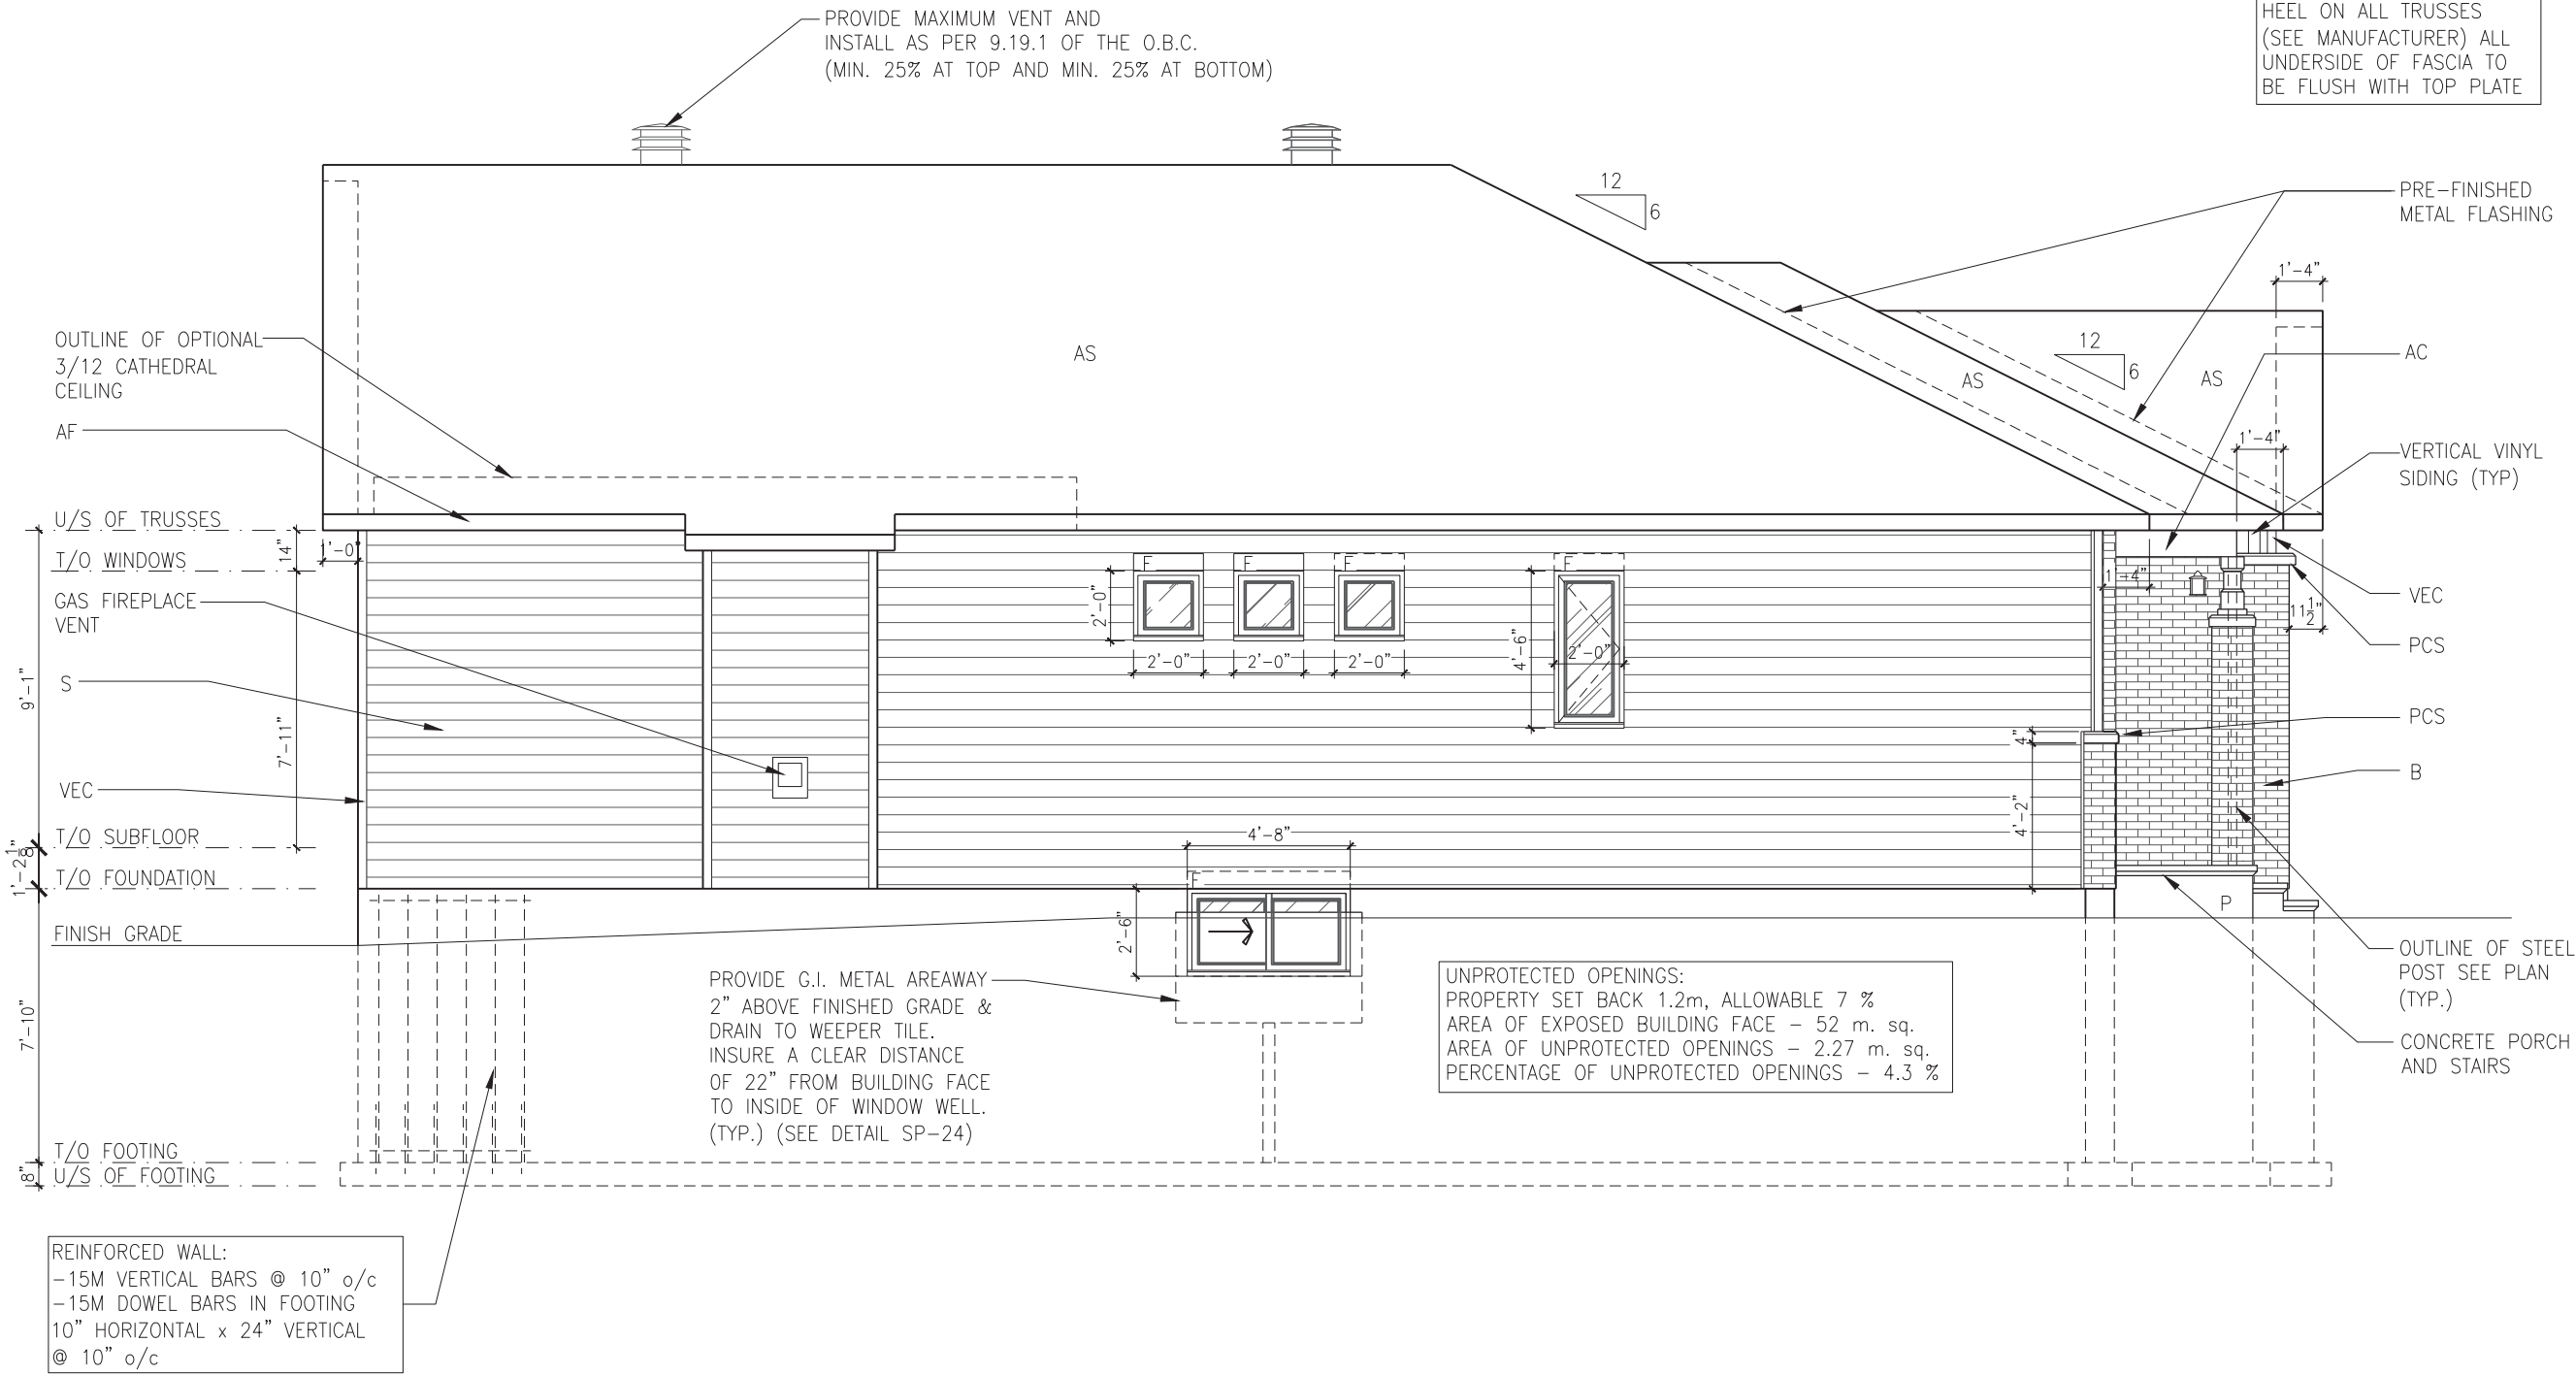 PROVIDE MAXIMUM VENT AND
INSTALL AS PER 9.19.1 OF THE O.B.C.
(MIN. 25% AT TOP AND MIN. 25% AT BOTTOM)
HEEL ON ALL TRUSSES
(SEE MANUFACTURER) ALL
UNDERSIDE OF FASCIA TO
BE FLUSH WITH TOP PLATE
12
6
PRE-FINISHED
METAL FLASHING
1'-4"
OUTLINE OF OPTIONAL
3/12 CATHEDRAL
CEILING
AS
AS
12
6
AS
AC
AF
1'-4"
VERTICAL VINYL
SIDING (TYP)
U/S OF TRUSSES
14"
1'-0
T/O WINDOWS
F
F
F
F
1'-4"
GAS FIREPLACE
VENT
2'-0"
VEC
11 1/2"
4'-6"
2'-0"
2'-0"
2'-0"
2'-0"
PCS
S
9'-1"
7'-11"
PCS
4"
B
VEC
4'-2"
T/O SUBFLOOR
4'-8"
1'-2 1/8"
T/O FOUNDATION
F
P
FINISH GRADE
2'-6"
OUTLINE OF STEEL
POST SEE PLAN
(TYP.)
7'-10"
PROVIDE G.I. METAL AREAWAY
2" ABOVE FINISHED GRADE &
DRAIN TO WEEPER TILE.
INSURE A CLEAR DISTANCE
OF 22" FROM BUILDING FACE
TO INSIDE OF WINDOW WELL.
(TYP.) (SEE DETAIL SP-24)
UNPROTECTED OPENINGS:
PROPERTY SET BACK 1.2m, ALLOWABLE 7 %
AREA OF EXPOSED BUILDING FACE - 52 m. sq.
AREA OF UNPROTECTED OPENINGS - 2.27 m. sq.
PERCENTAGE OF UNPROTECTED OPENINGS - 4.3 %
CONCRETE PORCH
AND STAIRS
T/O FOOTING
8"
U/S OF FOOTING
REINFORCED WALL:
-15M VERTICAL BARS @ 10" o/c
-15M DOWEL BARS IN FOOTING
10" HORIZONTAL x 24" VERTICAL
@ 10" o/c